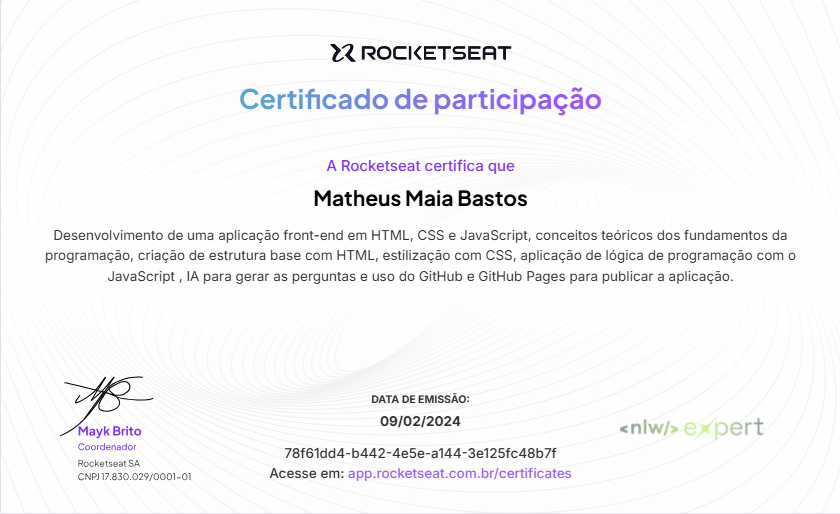 ROCKETSEAT
Certificado de participação
A Rocketseat certifica que
Matheus Maia Bastos
Desenvolvimento de uma aplicação front-end em HTML, CSS e JavaScript, conceitos teóricos dos fundamentos da
programação, criação de estrutura base com HTML, estilização com CSS, aplicação de lógica de programação com o
JavaScript , IA para gerar as perguntas e uso do GitHub e GitHub Pages para publicar a aplicação.
Mayk Brito
Coordenador
Rocketseat SA
CNPJ 17.830.029/0001-01
DATA DE EMISSÃO:
09/02/2024
78f61dd4-b442-4e5e-a144-3e125fc48b7f
Acesse em: app.rocketseat.com.br/certificates
<nlw/> expert